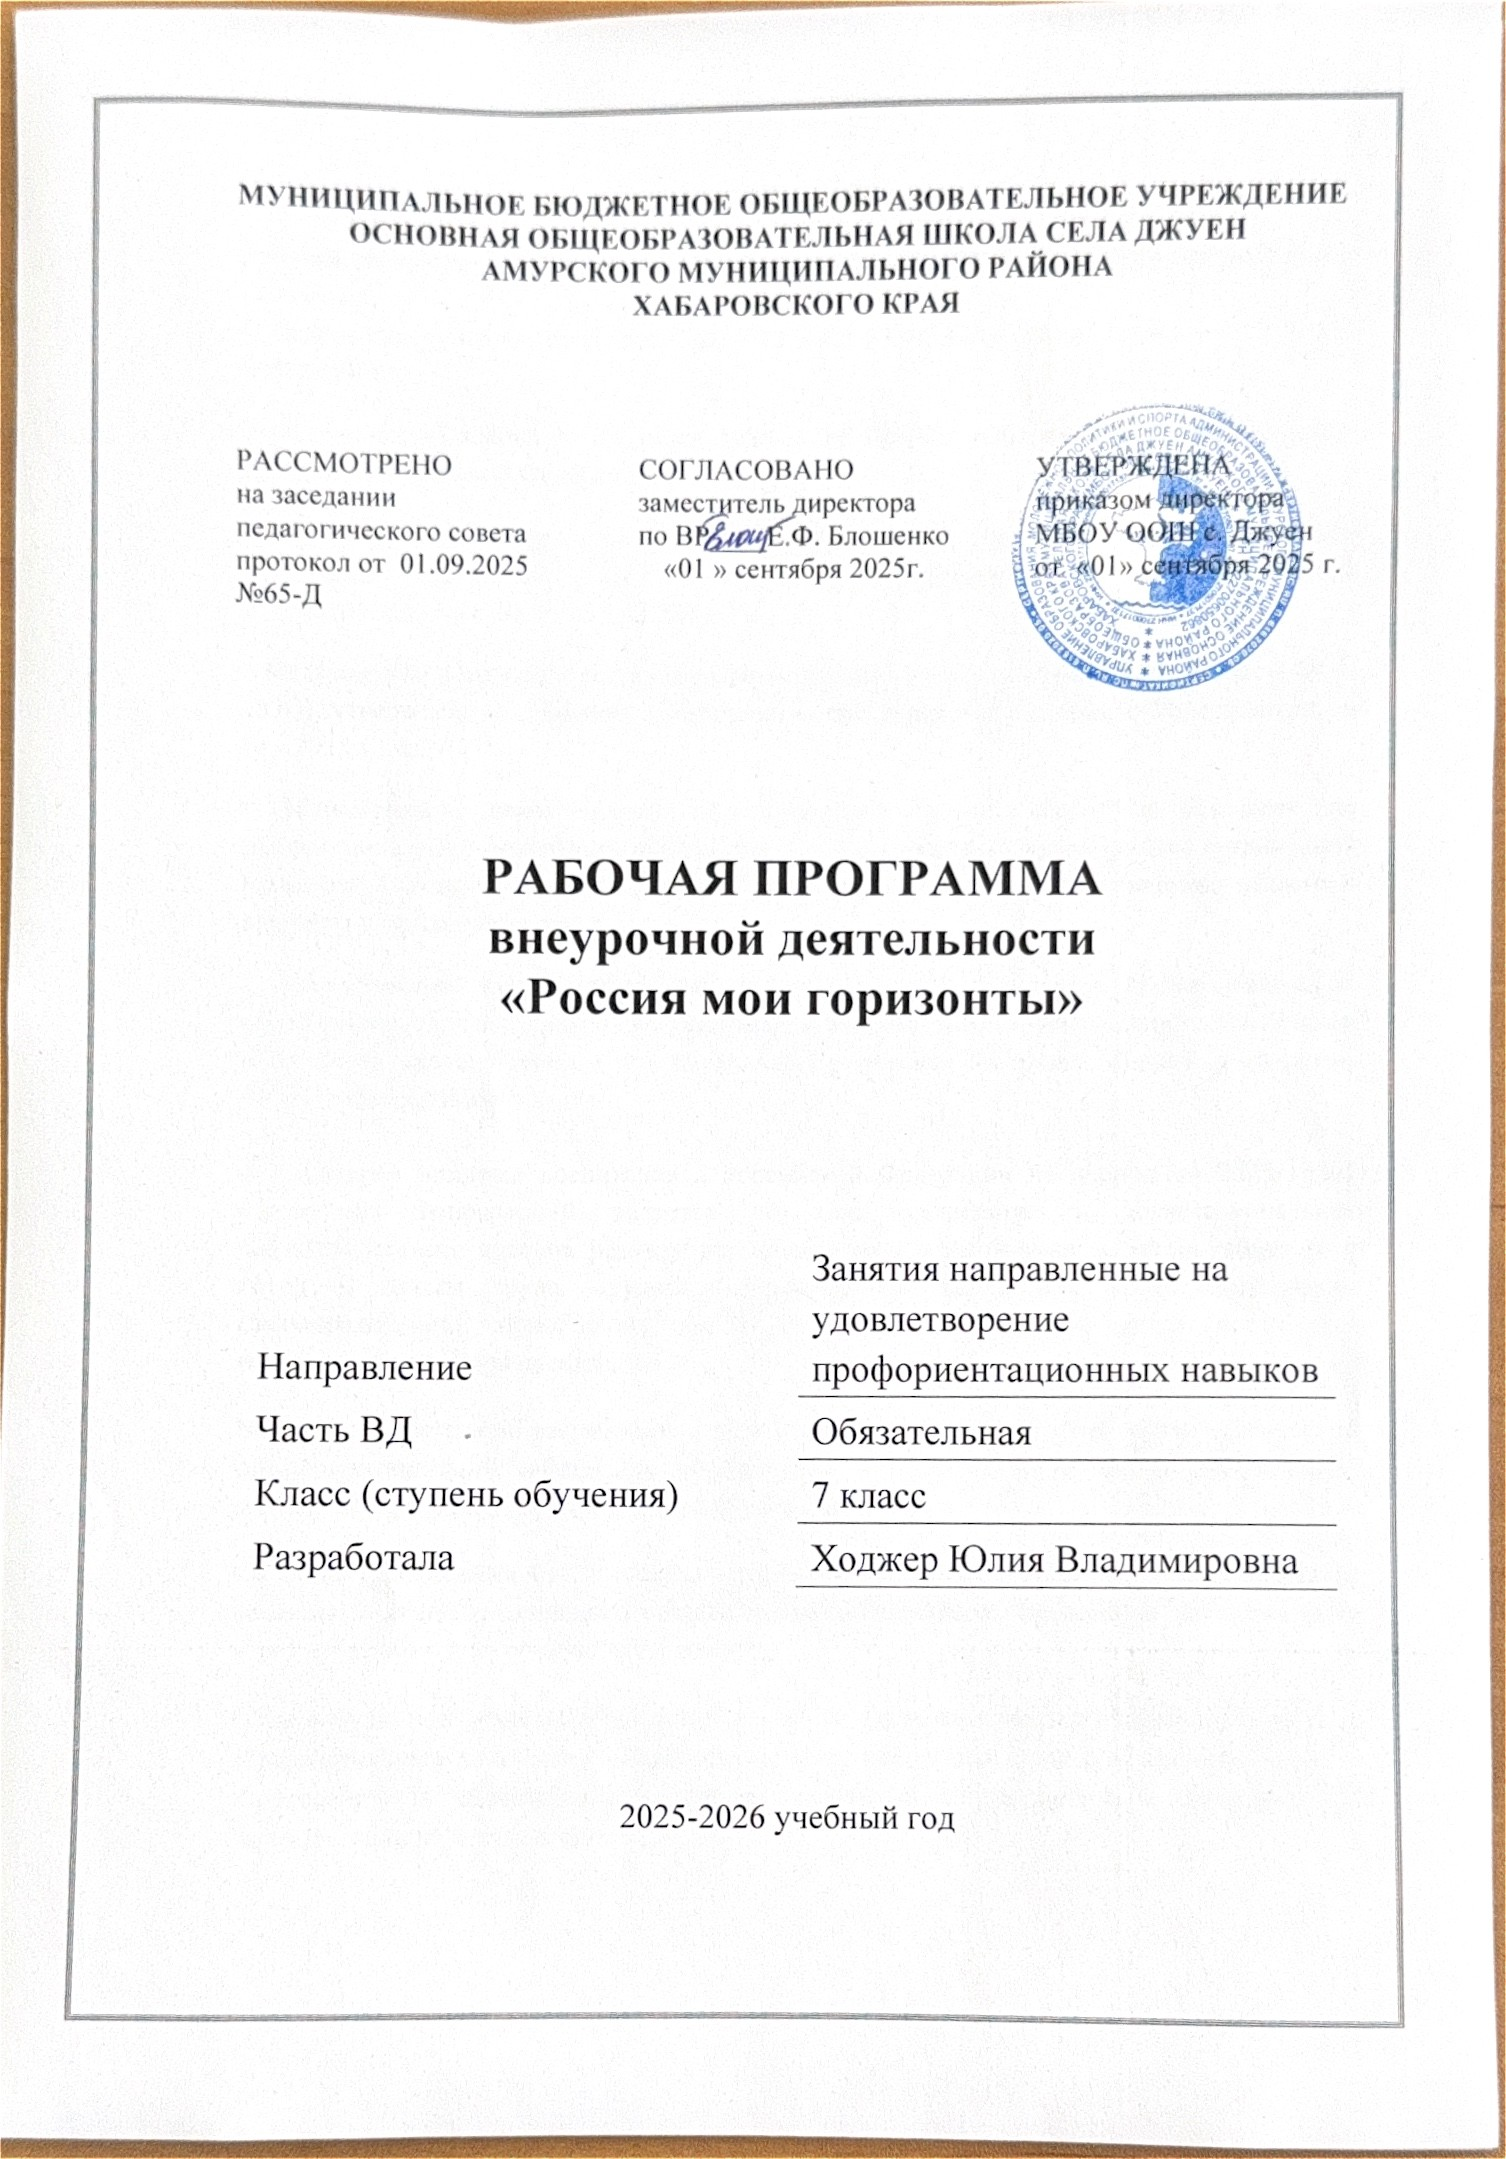 МУНИЦИПАЛЬНОЕ БЮДЖЕТНОЕ ОБЩЕОБРАЗОВАТЕЛЬНОЕ УЧРЕЖДЕНИЕ
ОСНОВНАЯ ОБЩЕОБРАЗОВАТЕЛЬНАЯ ШКОЛА СЕЛА ДЖУЕН
АМУРСКОГО МУНИЦИПАЛЬНОГО РАЙОНА
ХАБАРОВСКОГО КРАЯ
РАССМОТРЕНО
на заседании
педагогического совета
протокол от 01.09.2025
№65-Д
СОГЛАСОВАНО
заместитель директора
по ВР Е.Ф. Блошенко
«01 » сентября 2025г.
УТВЕРЖДЕНА
приказом директора
МБОУ ООШ с. Джуен
от «01» сентября 2025 г.
РАБОЧАЯ ПРОГРАММА
внеурочной деятельности
«Россия мои горизонты»
Занятия направленные на
удовлетворение
Направление профориентационных навыков
Часть ВД Обязательная
Класс (ступень обучения) 7 класс
Разработала Ходжер Юлия Владимировна
2025-2026 учебный год